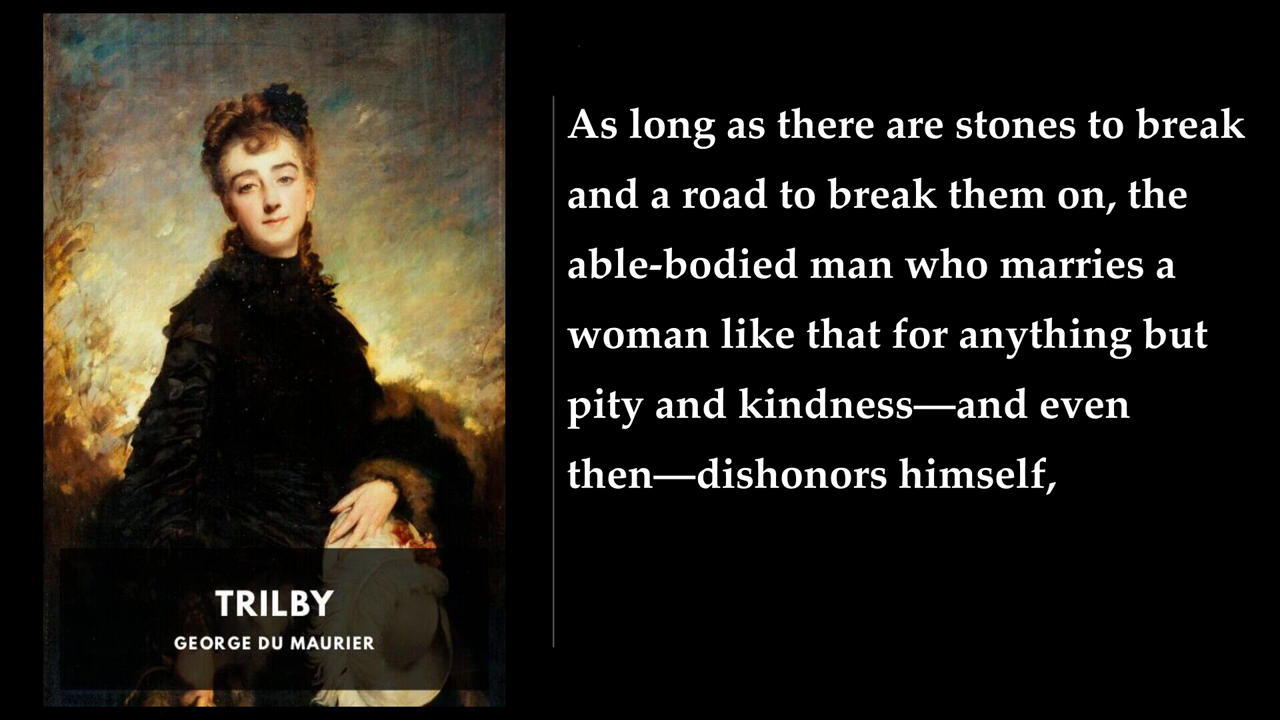 TRILBY
GEORGE DU MAURIER
As long as there are stones to break
and a road to break them on, the
able-bodied man who marries a
woman like that for anything but
pity and kindness—and even
then—dishonors himself,